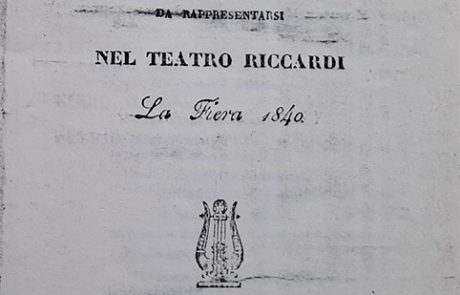 DA RAPPRESENTARSI
NEL TEATRO RICCARDI
La Fiera 1840.